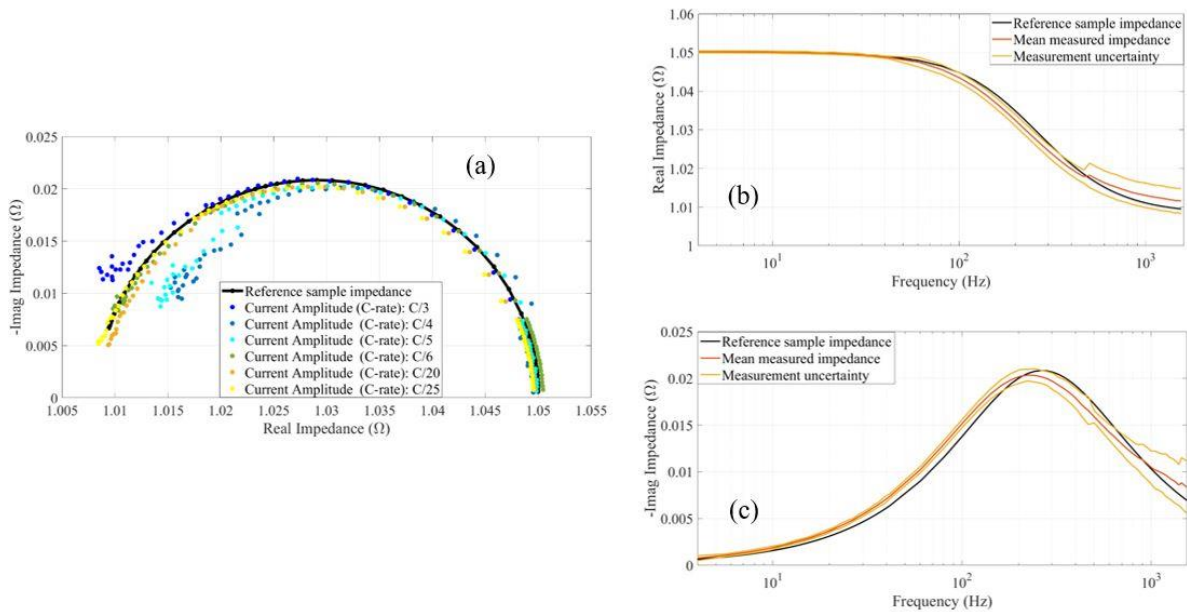 (a)
0.025
0.02
0.015
0.01
0.005
0
-Imag Impedance (Ω)
Reference sample impedance
Current Amplitude (C-rate): C/3
Current Amplitude (C-rate): C/4
Current Amplitude (C-rate): C/5
Current Amplitude (C-rate): C/6
Current Amplitude (C-rate): C/20
Current Amplitude (C-rate): C/25
1.005 1.01 1.015 1.02 1.025 1.03 1.035 1.04 1.045 1.05 1.055
Real Impedance (Ω)
1.06
1.05
1.04
1.03
1.02
1.01
1
Real Impedance (Ω)
Reference sample impedance
Mean measured impedance
Measurement uncertainty
(b)
10¹ 10² 10³
Frequency (Hz)
0.025
0.02
0.015
0.01
0.005
0
-Imag Impedance (Ω)
Reference sample impedance
Mean measured impedance
Measurement uncertainty
(c)
10¹ 10² 10³
Frequency (Hz)